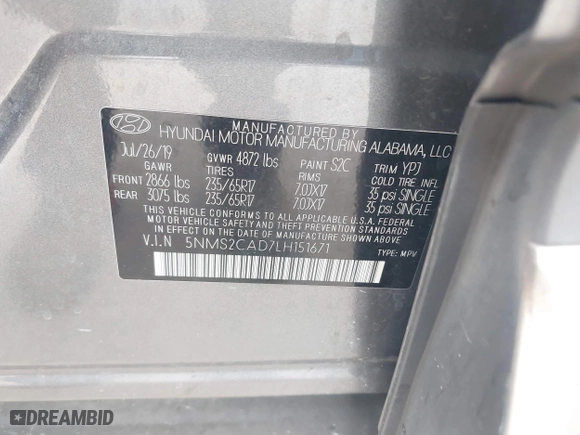 MANUFACTURED BY
HYUNDAI MOTOR MANUFACTURING ALABAMA, LLC
Jul/26/19 GVWR 4872 lbs PAINT S2C TRIM YPJ
GAWR TIRES RIMS COLD TIRE INFL
FRONT 2866 lbs 235/65R17 7.0JX17 35 psi SINGLE
REAR 3075 lbs 235/65R17 7.0JX17 35 psi SINGLE
THIS VEHICLE CONFORMS TO ALL APPLICABLE U.S.A. FEDERAL
MOTOR VEHICLE SAFETY AND THEFT PREVENTION STANDARDS IN
EFFECT ON THE DATE OF MANUFACTURE SHOWN ABOVE.
V.I.N 5NMS2CAD7LH151671
TYPE: MPV
DREAMBID